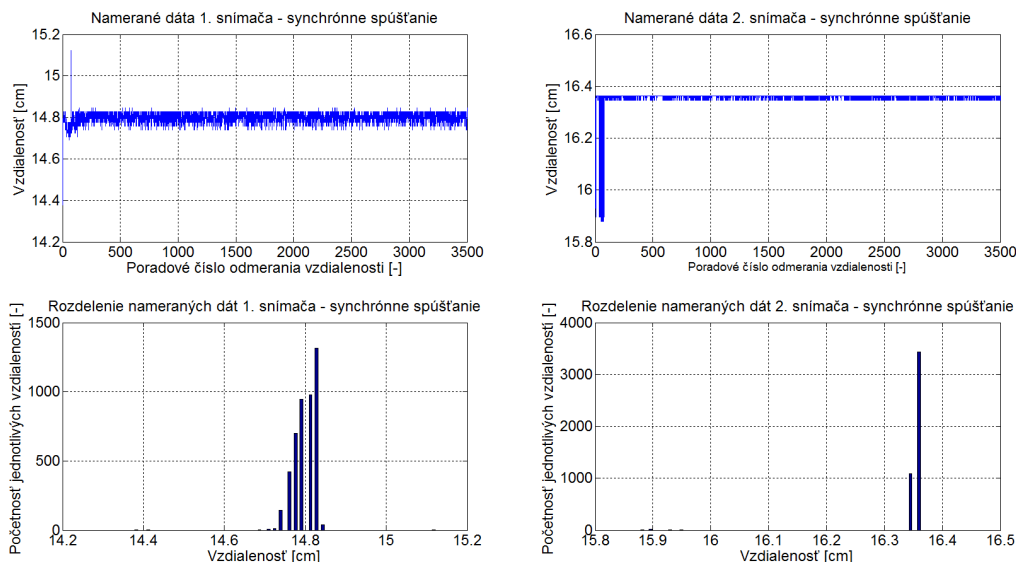 Namerané dáta 1. snímača - synchrónne spúšťanie
Vzdialenosť [cm]
15.2
15
14.8
14.6
14.4
14.2
0 500 1000 1500 2000 2500 3000 3500
Poradové číslo odmerania vzdialenosti [-]
Namerané dáta 2. snímača - synchrónne spúšťanie
Vzdialenosť [cm]
16.6
16.4
16.2
16
15.8
0 500 1000 1500 2000 2500 3000 3500
Poradové číslo odmerania vzdialenosti [-]
Rozdelenie nameraných dát 1. snímača - synchrónne spúšťanie
Početnosť jednotlivých vzdialeností [-]
1500
1000
500
0
14.2 14.4 14.6 14.8 15 15.2
Vzdialenosť [cm]
Rozdelenie nameraných dát 2. snímača - synchrónne spúšťanie
Početnosť jednotlivých vzdialeností [-]
4000
3000
2000
1000
0
15.8 15.9 16 16.1 16.2 16.3 16.4 16.5
Vzdialenosť [cm]